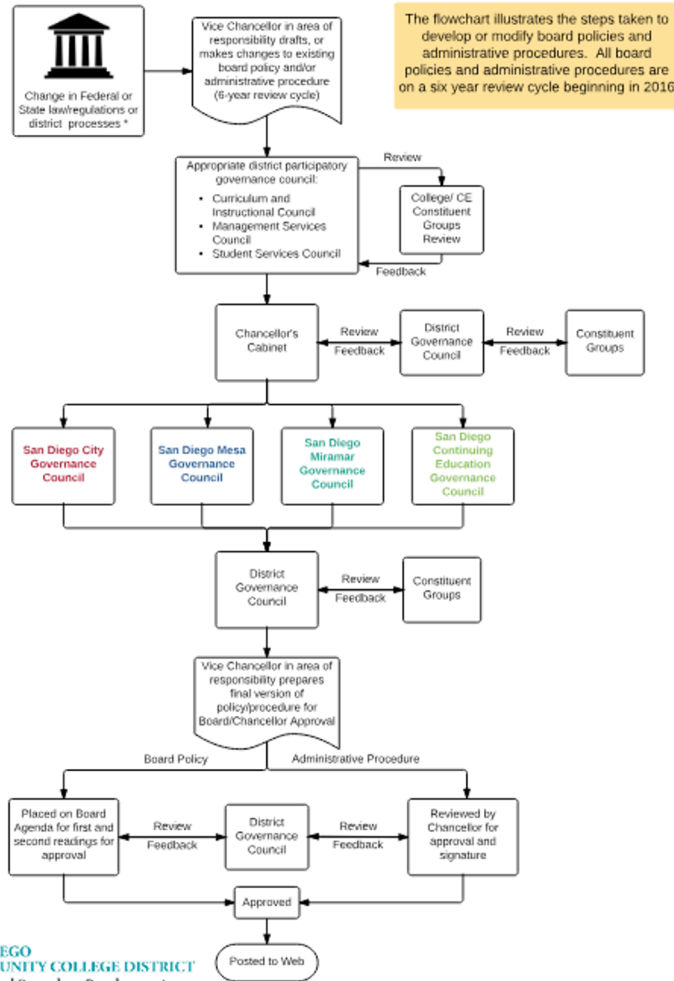 Change in Federal or
State law/regulations or
district processes *
Vice Chancellor in area of
responsibility drafts, or
makes changes to existing
board policy and/or
administrative procedure
(6-year review cycle)
The flowchart illustrates the steps taken to
develop or modify board policies and
administrative procedures. All board
policies and administrative procedures are
on a six year review cycle beginning in 2016
Appropriate district participatory
governance council:
• Curriculum and
Instructional Council
• Management Services
Council
• Student Services Council
Review
College/ CE
Constituent
Groups
Review
Feedback
Chancellor's
Cabinet
Review
Feedback
District
Governance
Council
Review
Feedback
Constituent
Groups
San Diego City
Governance
Council
San Diego Mesa
Governance
Council
San Diego
Miramar
Governance
Council
San Diego
Continuing
Education
Governance
Council
District
Governance
Council
Review
Feedback
Constituent
Groups
Vice Chancellor in area of
responsibility prepares
final version of
policy/procedure for
Board/Chancellor Approval
Board Policy
Administrative Procedure
Placed on Board
Agenda for first and
second readings for
approval
Review
Feedback
District
Governance
Council
Review
Feedback
Reviewed by
Chancellor for
approval and
signature
Approved
Posted to Web
EGO
UNITY COLLEGE DISTRICT